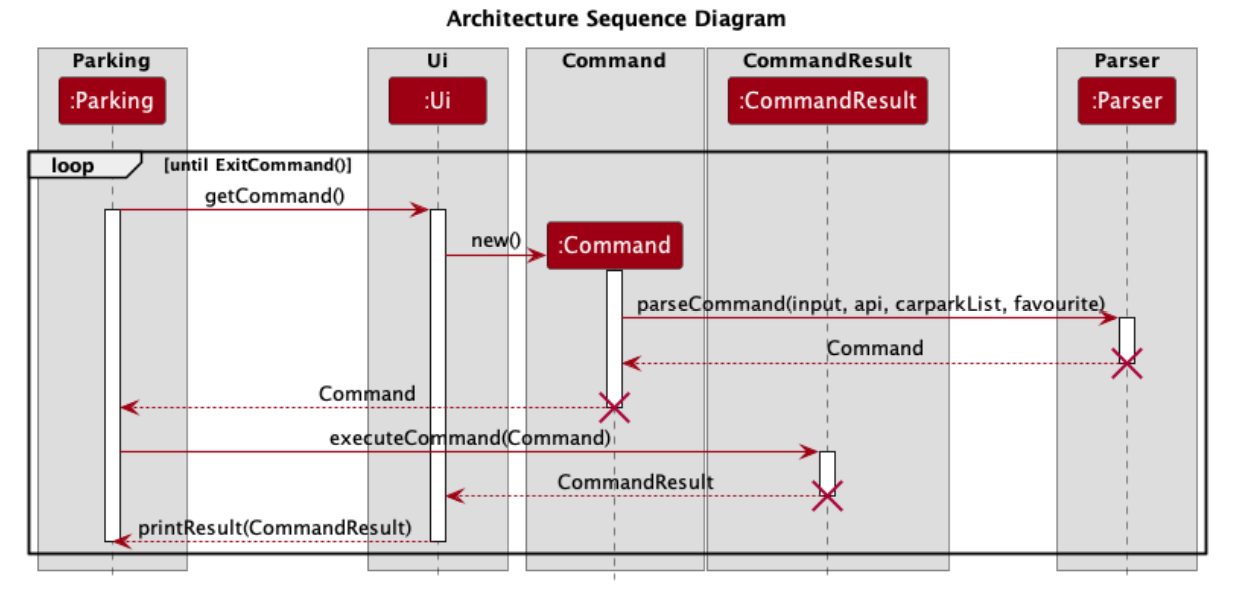 Architecture Sequence Diagram
Parking
Ui
Command
CommandResult
Parser
:Parking
:Ui
:CommandResult
:Parser
loop
[until ExitCommand()]
getCommand()
new()
:Command
parseCommand(input, api, carparkList, favourite)
Command
Command
executeCommand(Command)
CommandResult
printResult(CommandResult)